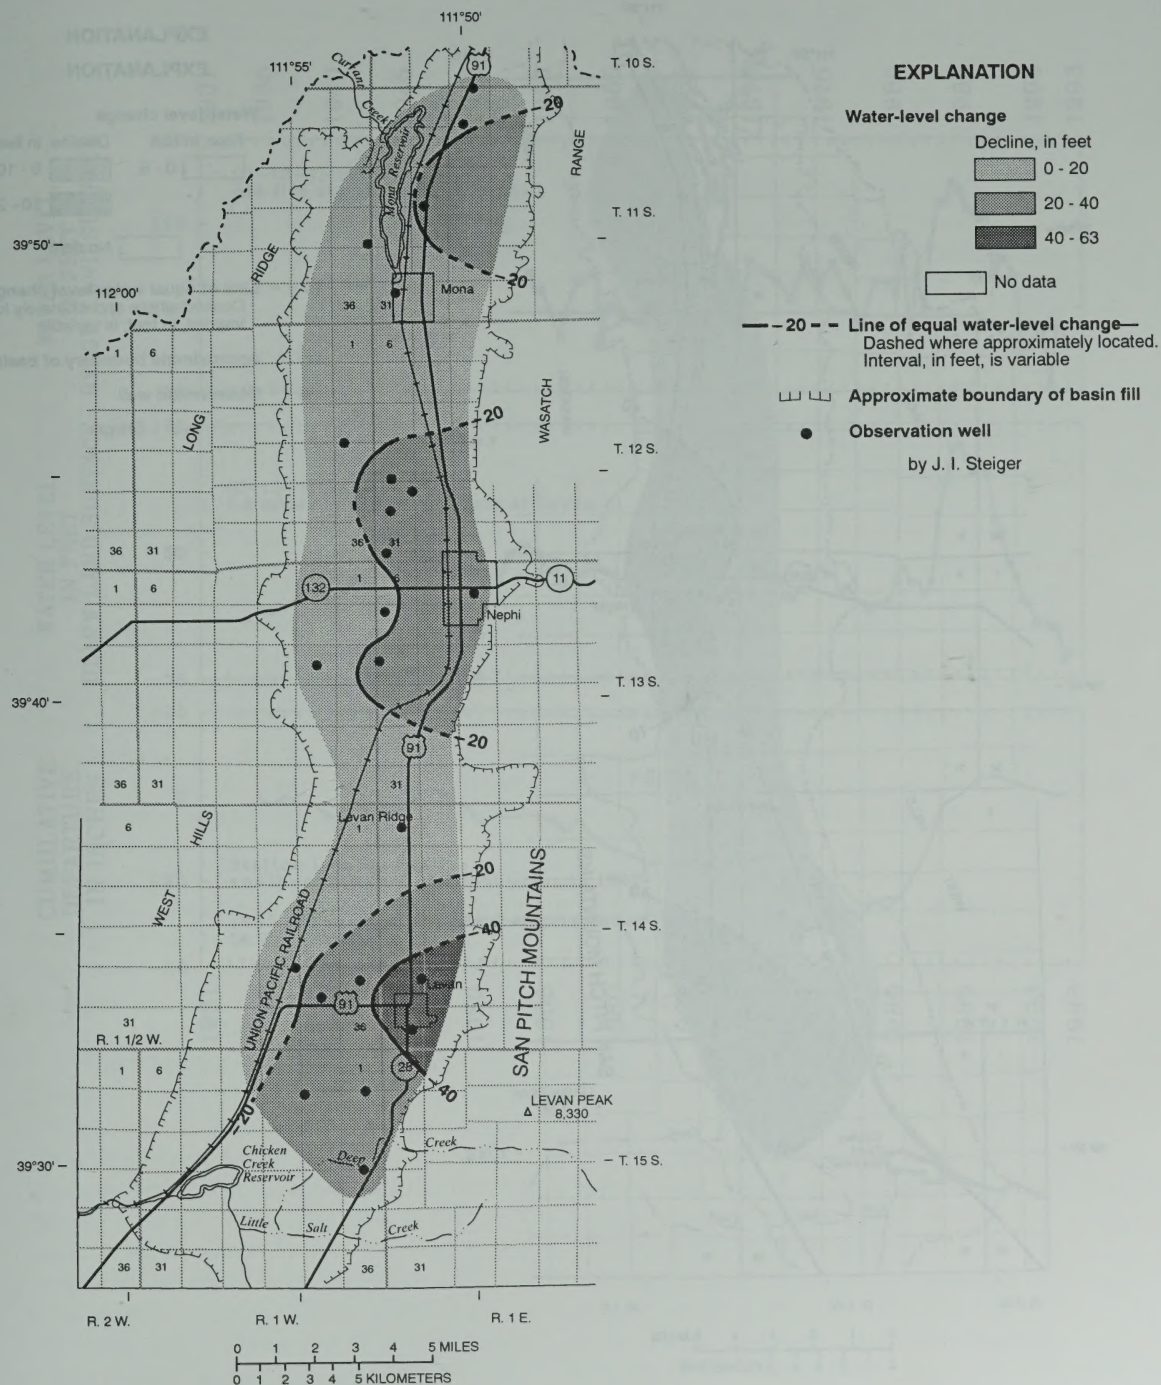 111°50'
111°55'
91
T. 10 S.
Currant Creek
Mona Reservoir
20
RANGE
T. 11 S.
39°50'
RIDGE
20
112°00'
Mona
36 31
1 6
1 6
LONG
20
WASATCH
T. 12 S.
36 31
36 31
132
1 6
1
11
Nephi
39°40'
T. 13 S.
20
91
36 31
31
Levan Ridge
6
1
HILLS
WEST
20
UNION PACIFIC RAILROAD
SAN PITCH MOUNTAINS
40
T. 14 S.
Levan
91
31
36
R. 1 1/2 W.
1 6
1
28
40
LEVAN PEAK
8,330
20
Chicken
Creek
Reservoir
Deep Creek
39°30'
T. 15 S.
Little Salt Creek
36 31
36 31
R. 2 W.
R. 1 W.
R. 1 E.
0 1 2 3 4 5 MILES
0 1 2 3 4 5 KILOMETERS
EXPLANATION
Water-level change
Decline, in feet
0 - 20
20 - 40
40 - 63
No data
20 Line of equal water-level change—
Dashed where approximately located.
Interval, in feet, is variable
Approximate boundary of basin fill
Observation well
by J. I. Steiger